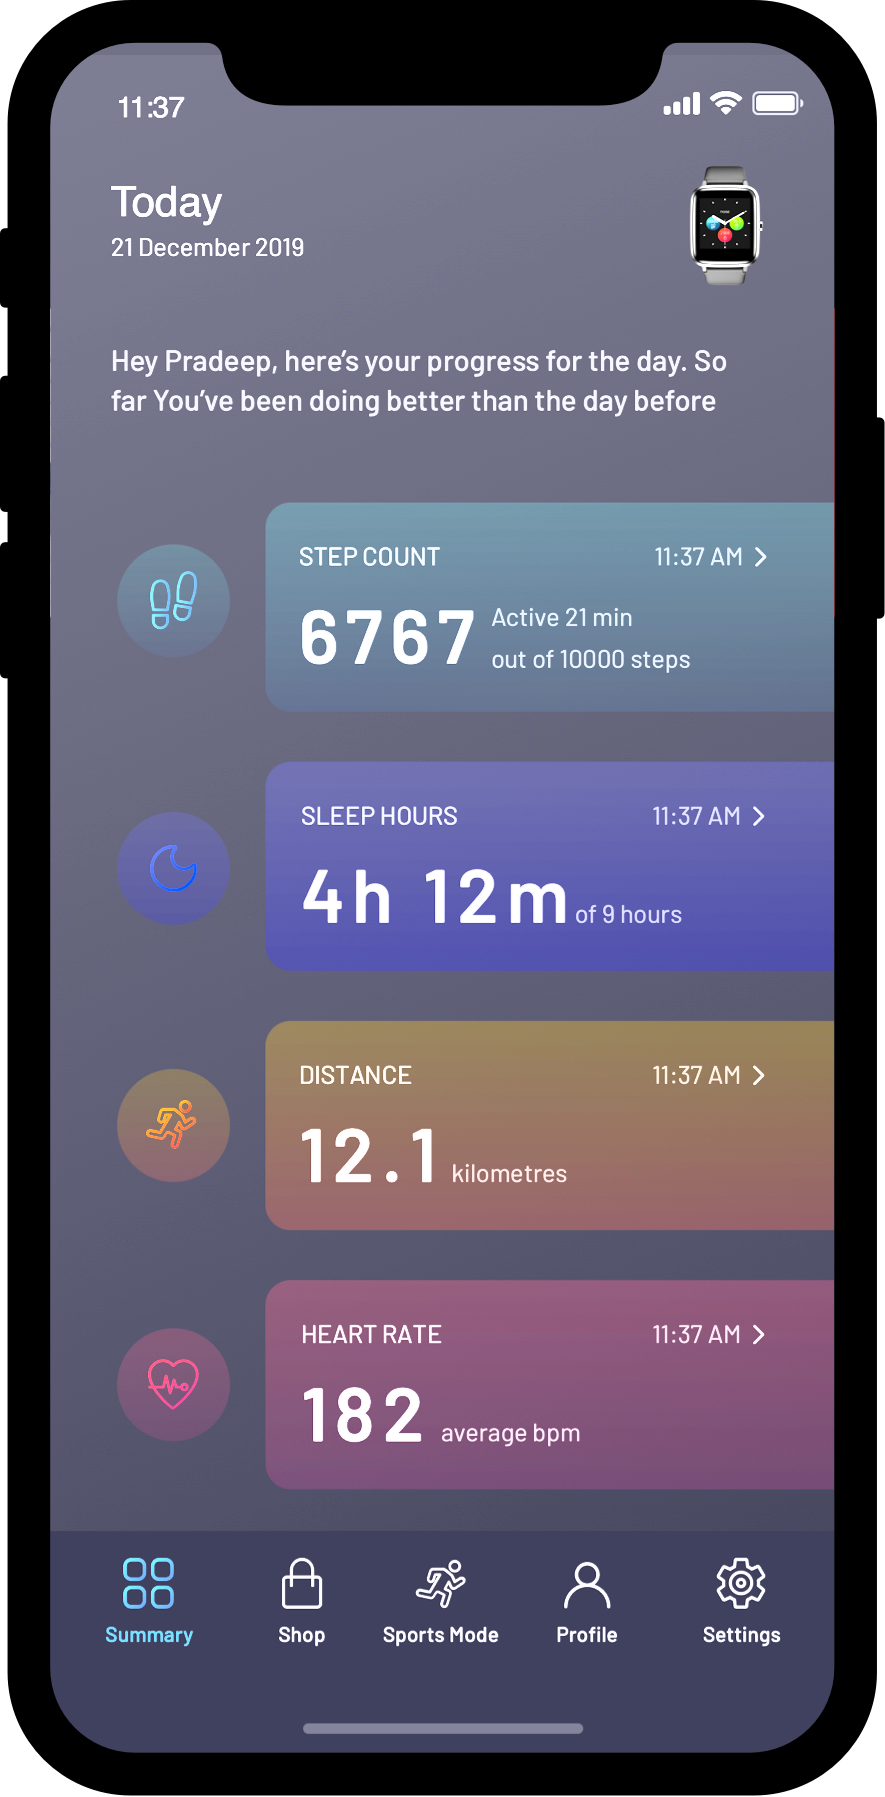 11:37
Today
21 December 2019
Hey Pradeep, here’s your progress for the day. So
far You’ve been doing better than the day before
STEP COUNT 11:37 AM
6767 Active 21 min
out of 10000 steps
SLEEP HOURS 11:37 AM
4h 12m of 9 hours
DISTANCE 11:37 AM
12.1 kilometres
HEART RATE 11:37 AM
182 average bpm
Summary Shop Sports Mode Profile Settings